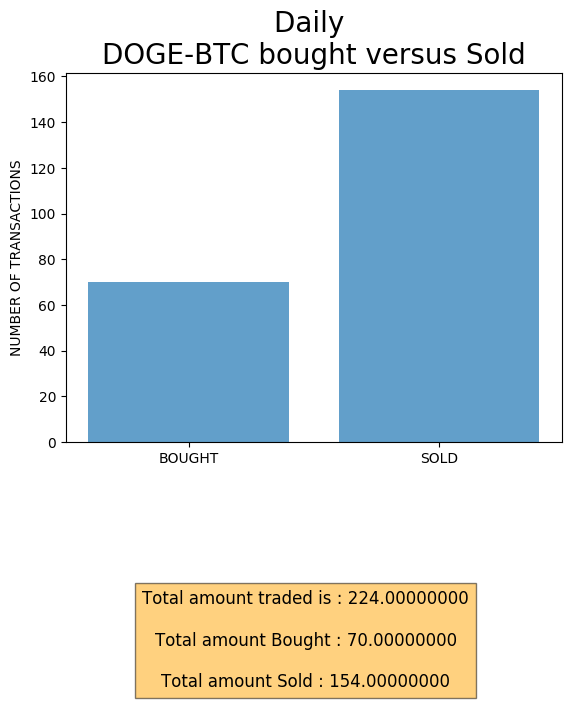 Daily
DOGE-BTC bought versus Sold
160
140
120
100
80
60
40
20
0
NUMBER OF TRANSACTIONS
BOUGHT SOLD
Total amount traded is : 224.00000000
Total amount Bought : 70.00000000
Total amount Sold : 154.00000000